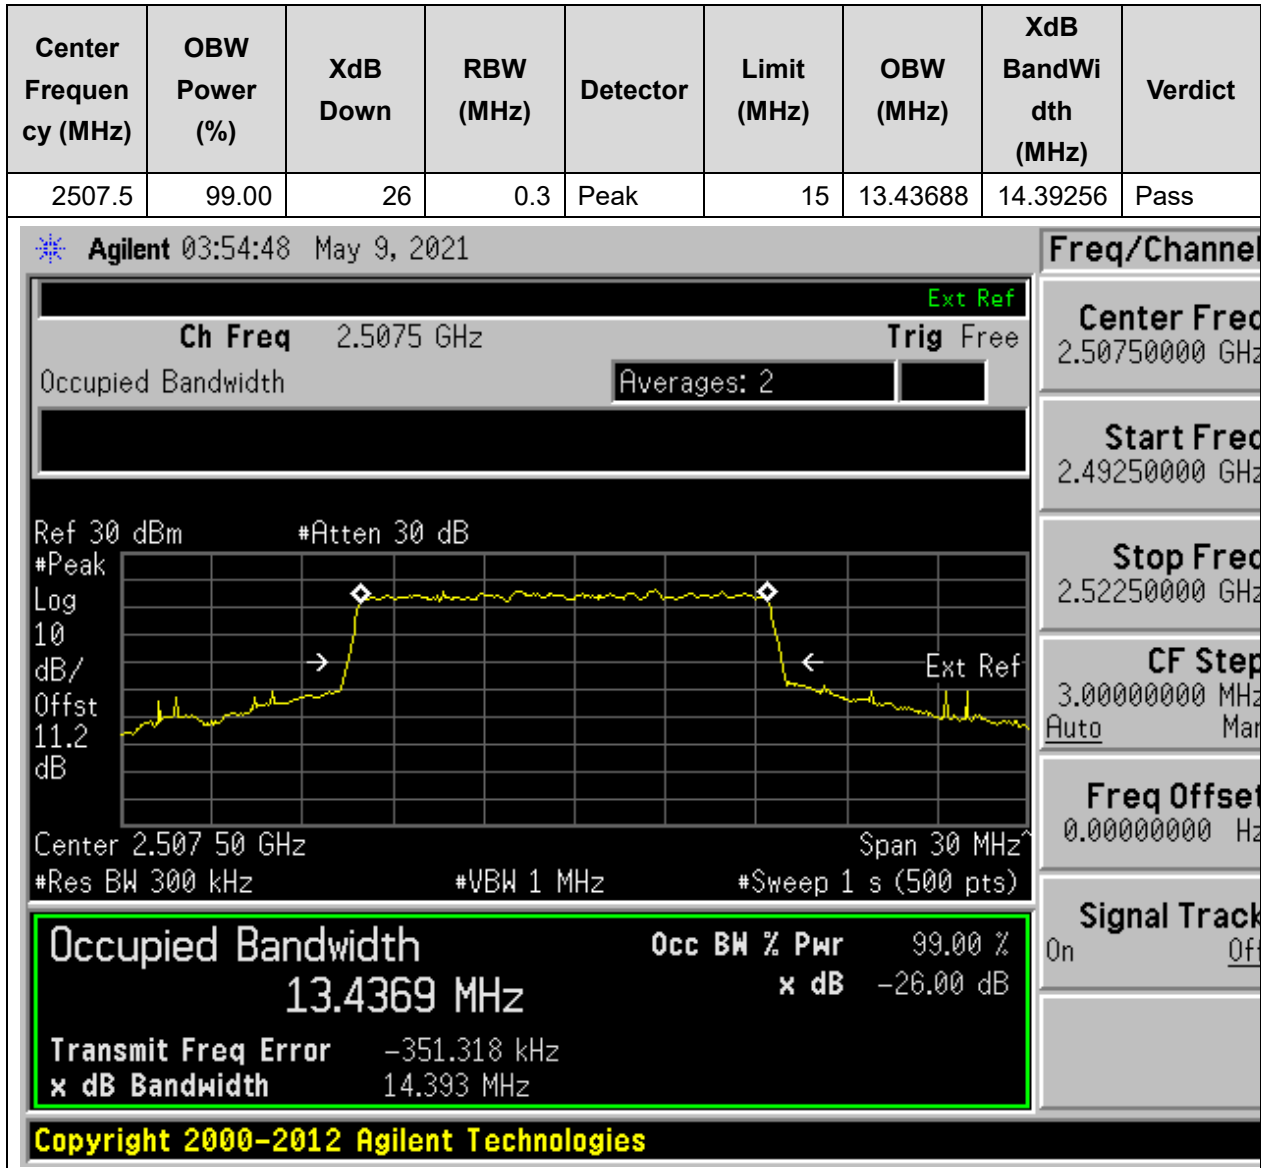 Center Frequen cy (MHz) OBW Power (%) XdB Down RBW (MHz) Detector Limit (MHz) OBW (MHz) XdB BandWi dth (MHz) Verdict
2507.5 99.00 26 0.3 Peak 15 13.43688 14.39256 Pass
Agilent 03:54:48 May 9, 2021
Freq/Channel
Ext Ref
Ch Freq 2.5075 GHz Trig Free
Occupied Bandwidth Averages: 2
Center Freq
2.50750000 GHz
Start Freq
2.49250000 GHz
Stop Freq
2.52250000 GHz
CF Step
3.00000000 MHz
Auto Man
Freq Offset
0.00000000 Hz
Signal Track
On Off
Ref 30 dBm #Atten 30 dB
#Peak
Log
10
dB/
Offst
11.2
dB
Ext Ref
Center 2.507 50 GHz Span 30 MHz^
#Res BW 300 kHz #VBW 1 MHz #Sweep 1 s (500 pts)
Occupied Bandwidth
13.4369 MHz
Occ BW % Pwr 99.00 %
x dB -26.00 dB
Transmit Freq Error -351.318 kHz
x dB Bandwidth 14.393 MHz
Copyright 2000-2012 Agilent Technologies